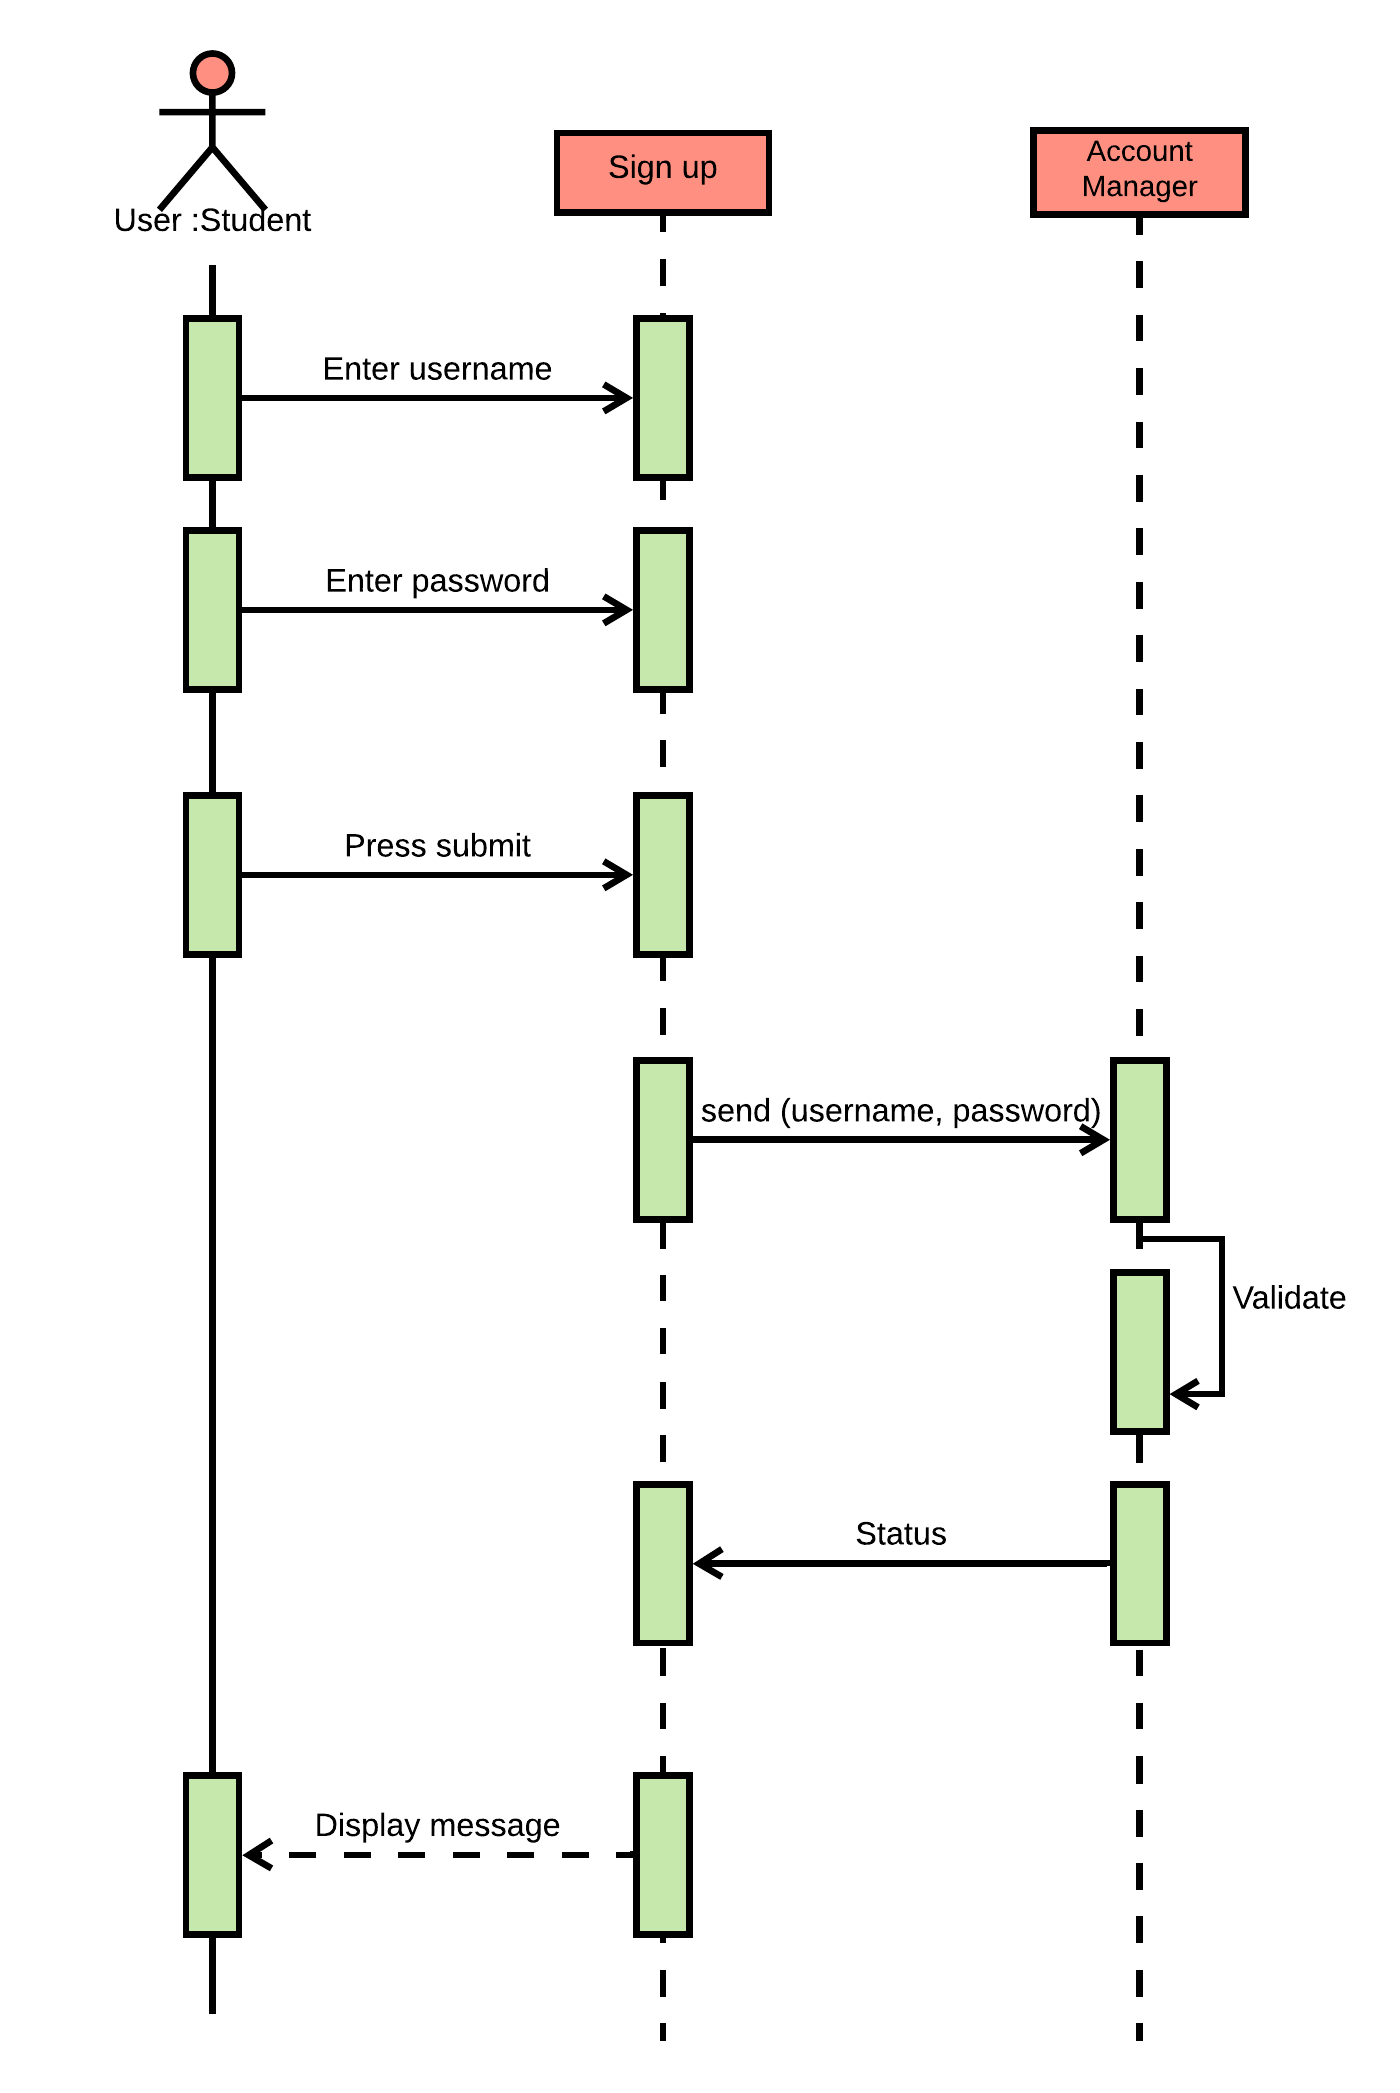 User :Student
Sign up
Account
Manager
Enter username
Enter password
Press submit
send (username, password)
Validate
Status
Display message